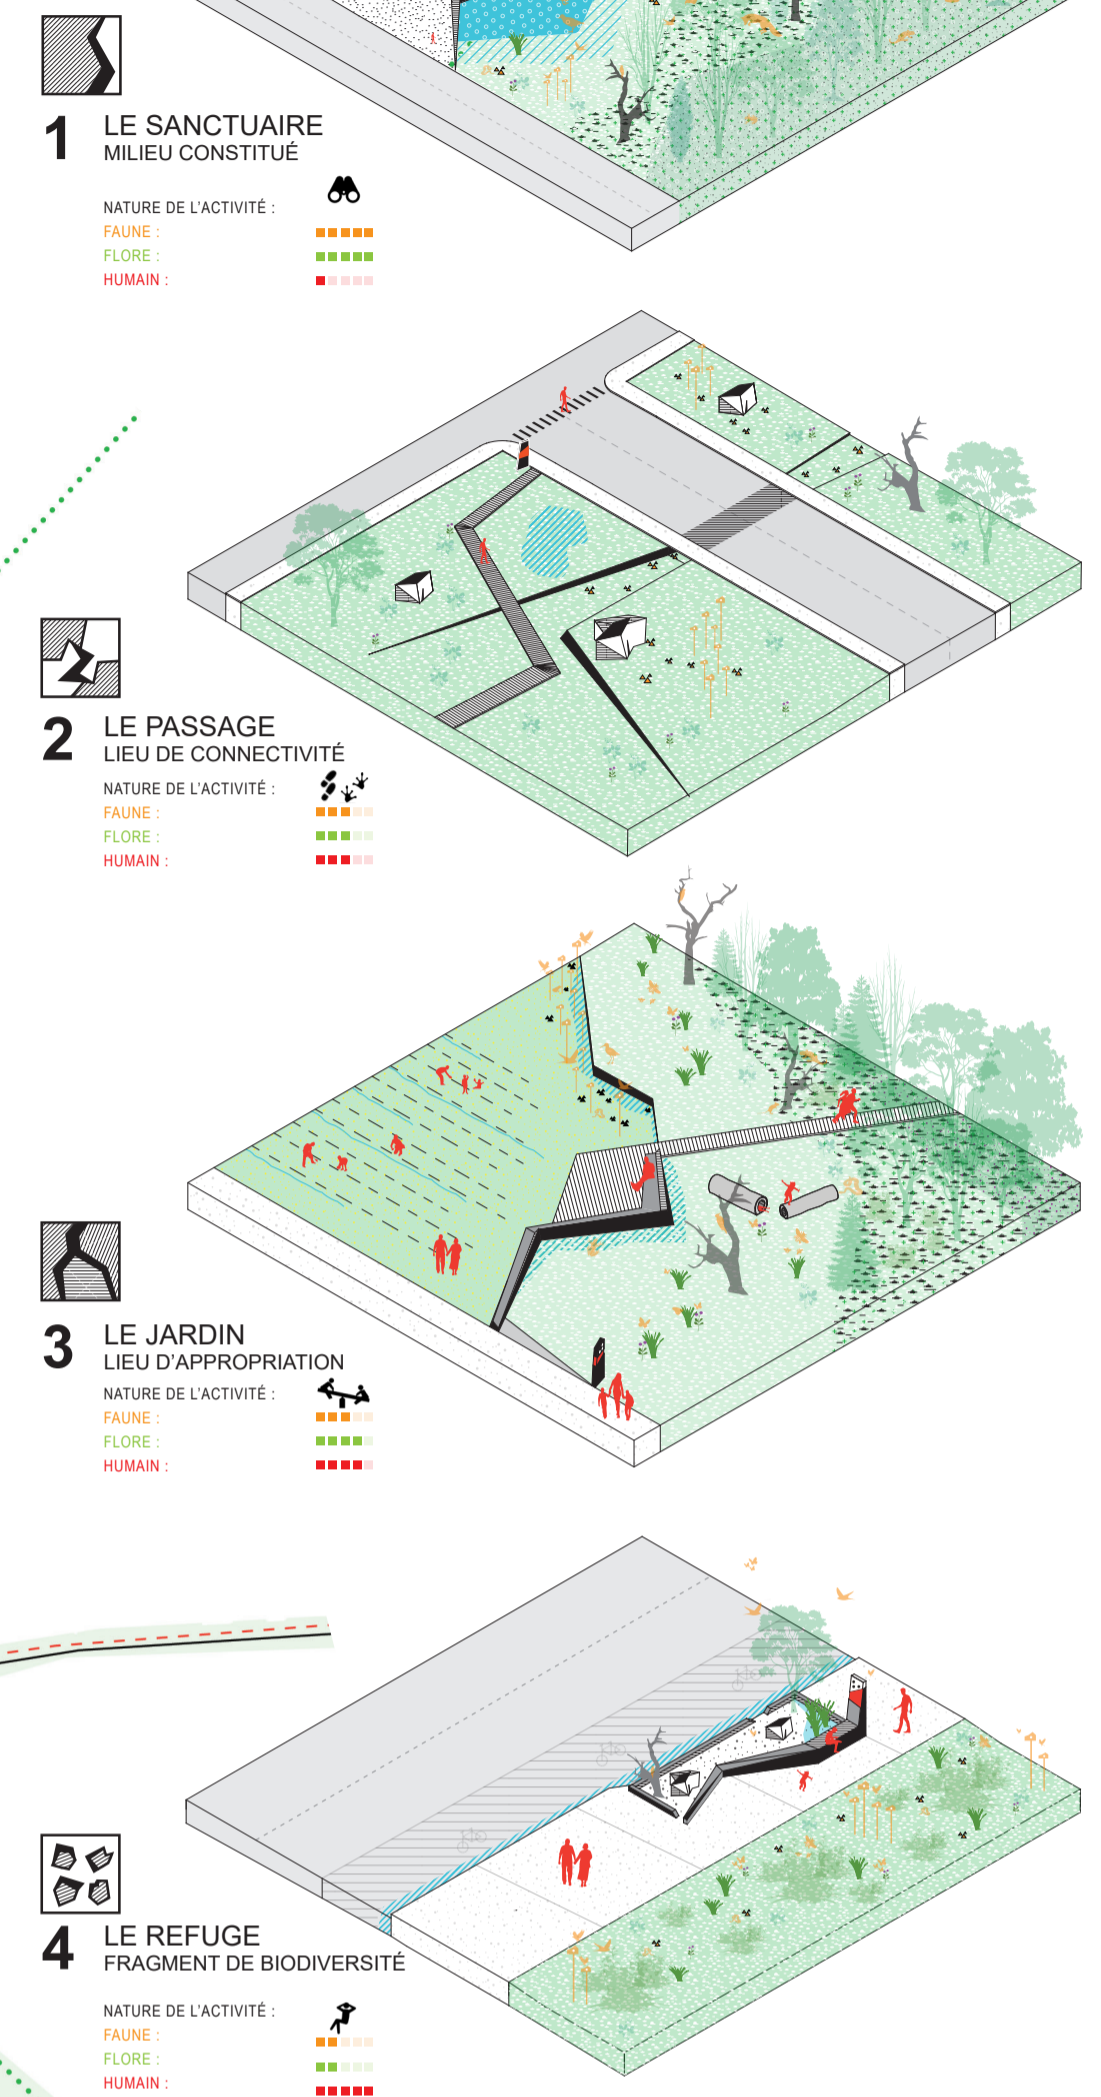 1
LE SANCTUAIRE
MILIEU CONSTITUÉ
NATURE DE L'ACTIVITÉ :
FAUNE :
FLORE :
HUMAIN :
2
LE PASSAGE
LIEU DE CONNECTIVITÉ
NATURE DE L'ACTIVITÉ :
FAUNE :
FLORE :
HUMAIN :
3
LE JARDIN
LIEU D'APPROPRIATION
NATURE DE L'ACTIVITÉ :
FAUNE :
FLORE :
HUMAIN :
4
LE REFUGE
FRAGMENT DE BIODIVERSITÉ
NATURE DE L'ACTIVITÉ :
FAUNE :
FLORE :
HUMAIN :